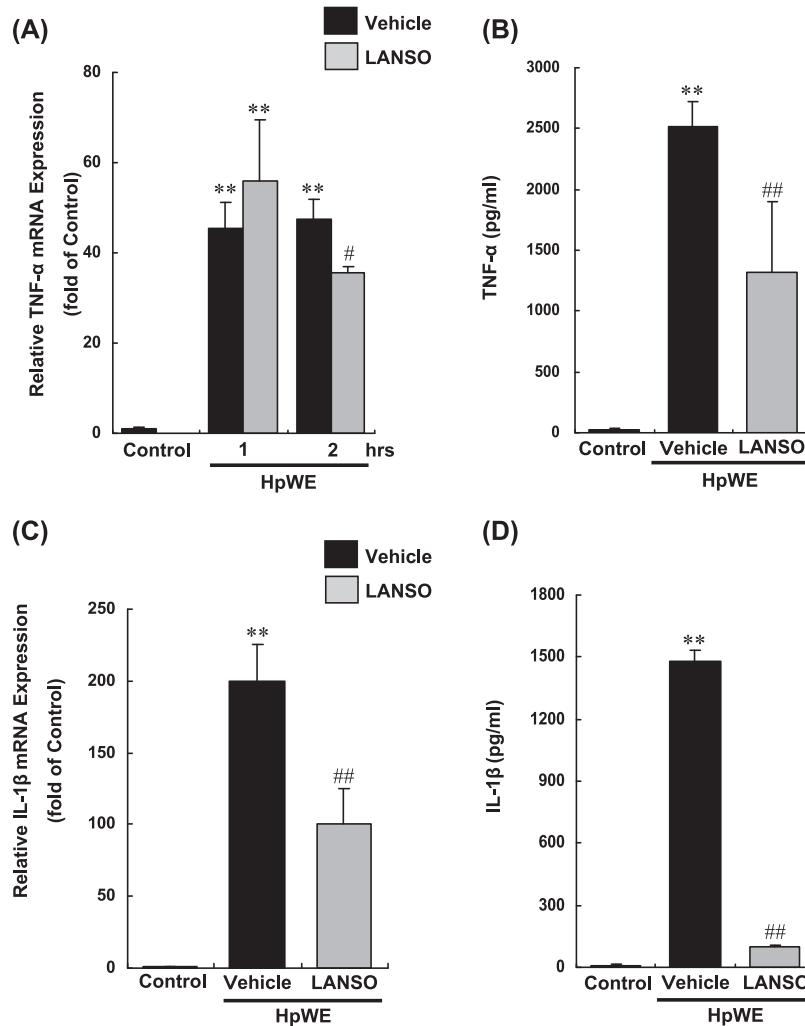 (A)
Vehicle
LANSO
Relative TNF-α mRNA Expression
(fold of Control)
80
60
40
20
0
**
**
**
#
Control
1
2
hrs
HpWE
(B)
TNF-α (pg/ml)
3000
2500
2000
1500
1000
500
0
**
##
Control
Vehicle
LANSO
HpWE
(C)
Vehicle
LANSO
Relative IL-1β mRNA Expression
(fold of Control)
250
200
150
100
50
0
**
##
Control
Vehicle
LANSO
HpWE
(D)
IL-1β (pg/ml)
1800
1500
1200
900
600
300
0
**
##
Control
Vehicle
LANSO
HpWE